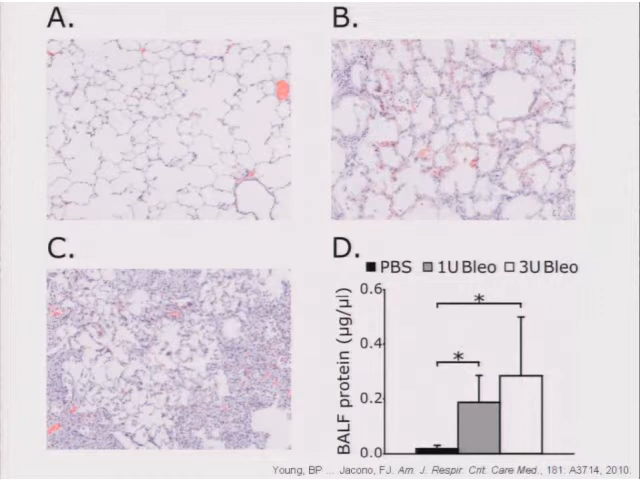 A.
B.
C.
D.
PBS 1U Bleo 3U Bleo
BALF protein (µg/µl)
0.6
0.4
0.2
0.0
*
*
Young, BP ... Jacono, FJ. Am. J. Respir. Crit. Care Med., 181: A3714, 2010.